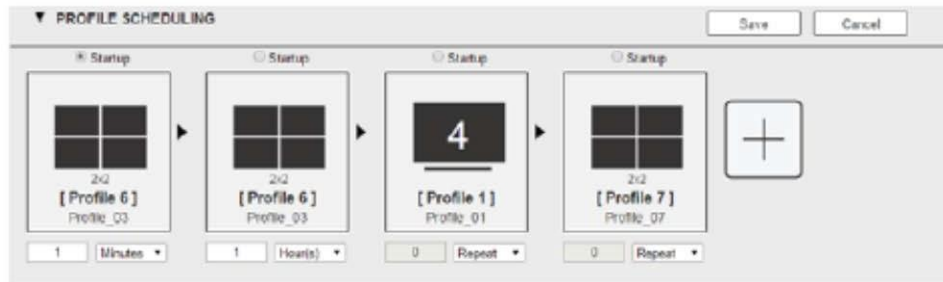 ▼ PROFILE SCHEDULING
Save
Cancel
Startup
Startup
Startup
Startup
2x2
2x2
4
2x2
[ Profile 6 ]
[ Profile 6 ]
[ Profile 1 ]
[ Profile 7 ]
Profile_03
Profile_03
Profile_01
Profile_07
1 Minutes
1 Hour(s)
0 Repeat
0 Repeat